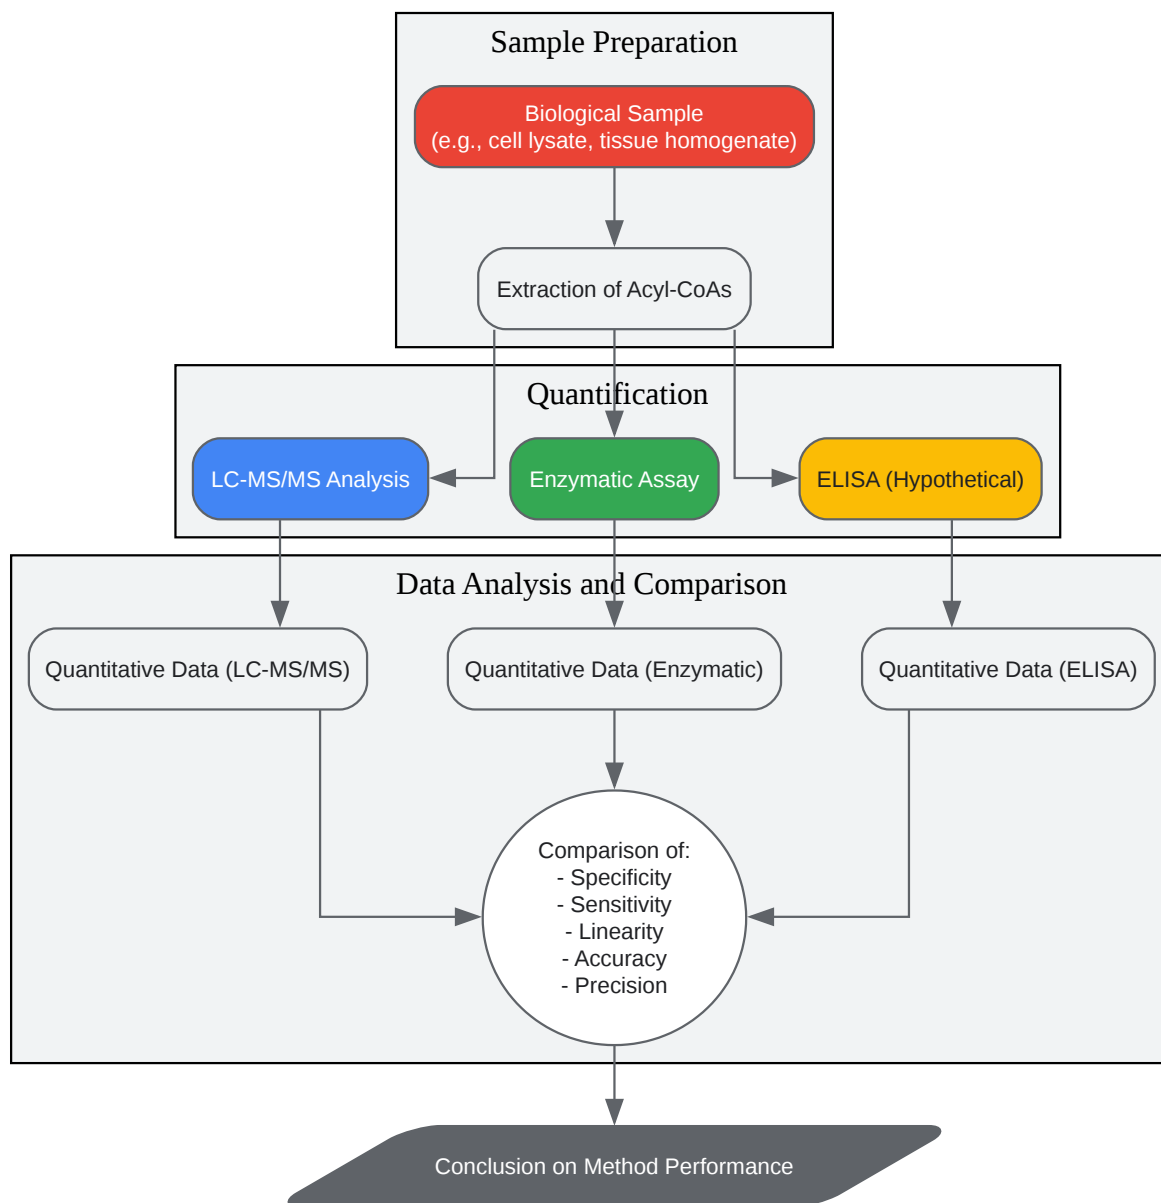 Sample Preparation
Biological Sample
(e.g., cell lysate, tissue homogenate)
Extraction of Acyl-CoAs
Quantification
LC-MS/MS Analysis
Enzymatic Assay
ELISA (Hypothetical)
Data Analysis and Comparison
Quantitative Data (LC-MS/MS)
Quantitative Data (Enzymatic)
Quantitative Data (ELISA)
Comparison of:
- Specificity
- Sensitivity
- Linearity
- Accuracy
- Precision
Conclusion on Method Performance